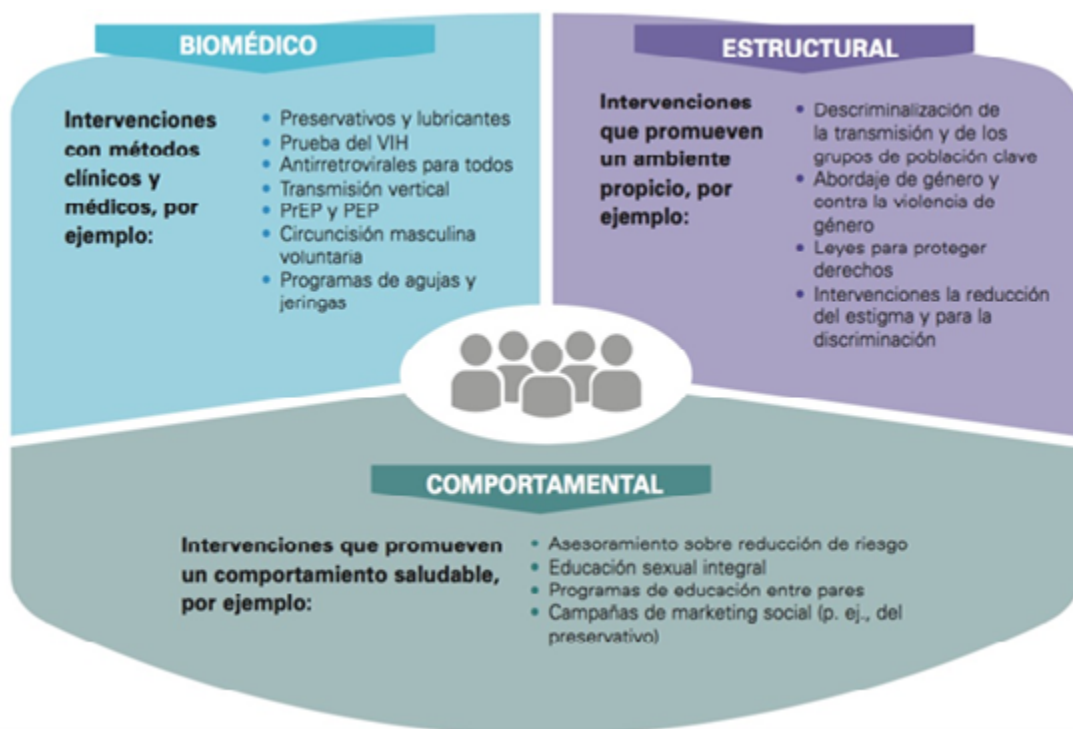 BIOMÉDICO
Intervenciones
con métodos
clínicos y
médicos, por
ejemplo:
• Preservativos y lubricantes
• Prueba del VIH
• Antirretrovirales para todos
• Transmisión vertical
• PrEP y PEP
• Circuncisión masculina
voluntaria
• Programas de agujas y
jeringas
ESTRUCTURAL
Intervenciones
que promueven
un ambiente
propicio, por
ejemplo:
• Descriminalización de
la transmisión y de los
grupos de población clave
• Abordaje de género y
contra la violencia de
género
• Leyes para proteger
derechos
• Intervenciones la reducción
del estigma y para la
discriminación
COMPORTAMENTAL
Intervenciones que promueven
un comportamiento saludable,
por ejemplo:
• Asesoramiento sobre reducción de riesgo
• Educación sexual integral
• Programas de educación entre pares
• Campañas de marketing social (p. ej., del
preservativo)